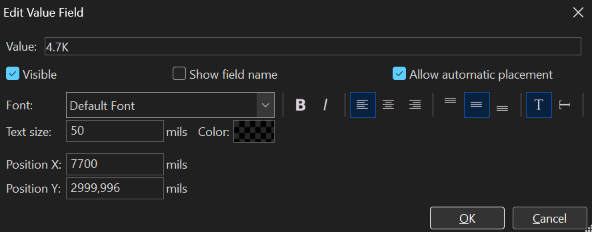 Edit Value Field
Value: 4.7K
Visible Show field name Allow automatic placement
Font: Default Font B I T T
Text size: 50 mils Color:
Position X: 7700 mils
Position Y: 2999,996 mils
OK Cancel